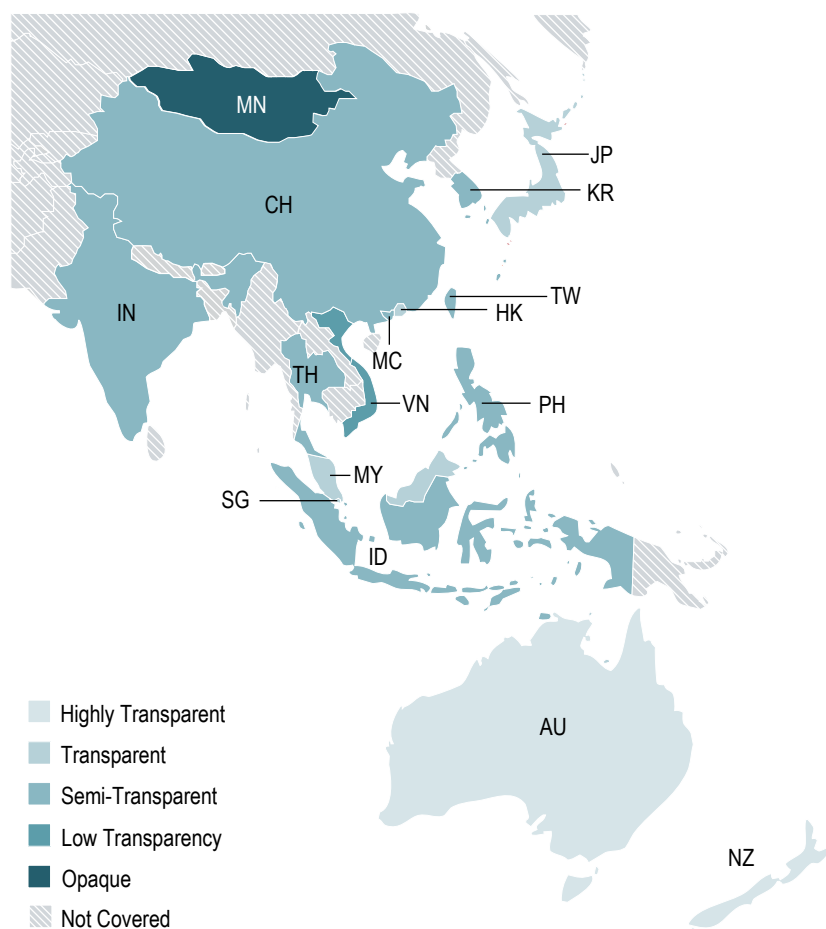 MN
JP
KR
CH
TW
IN
HK
MC
TH
VN
PH
MY
SG
ID
AU
Highly Transparent
Transparent
Semi-Transparent
Low Transparency
NZ
Opaque
Not Covered